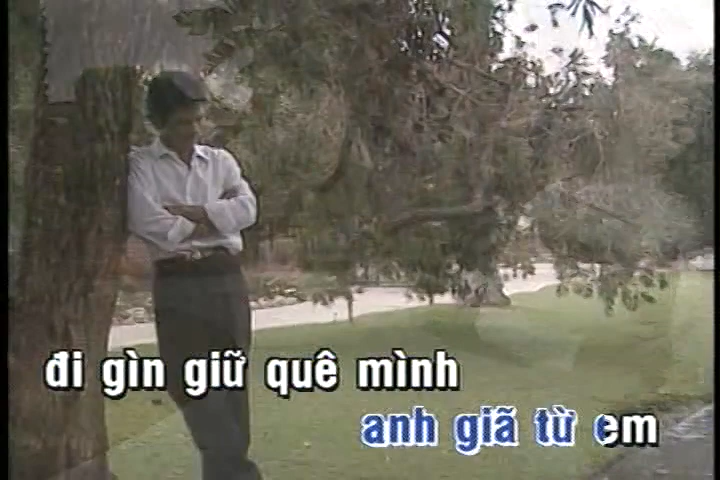 đi gìn giữ quê mình
anh giã từ em